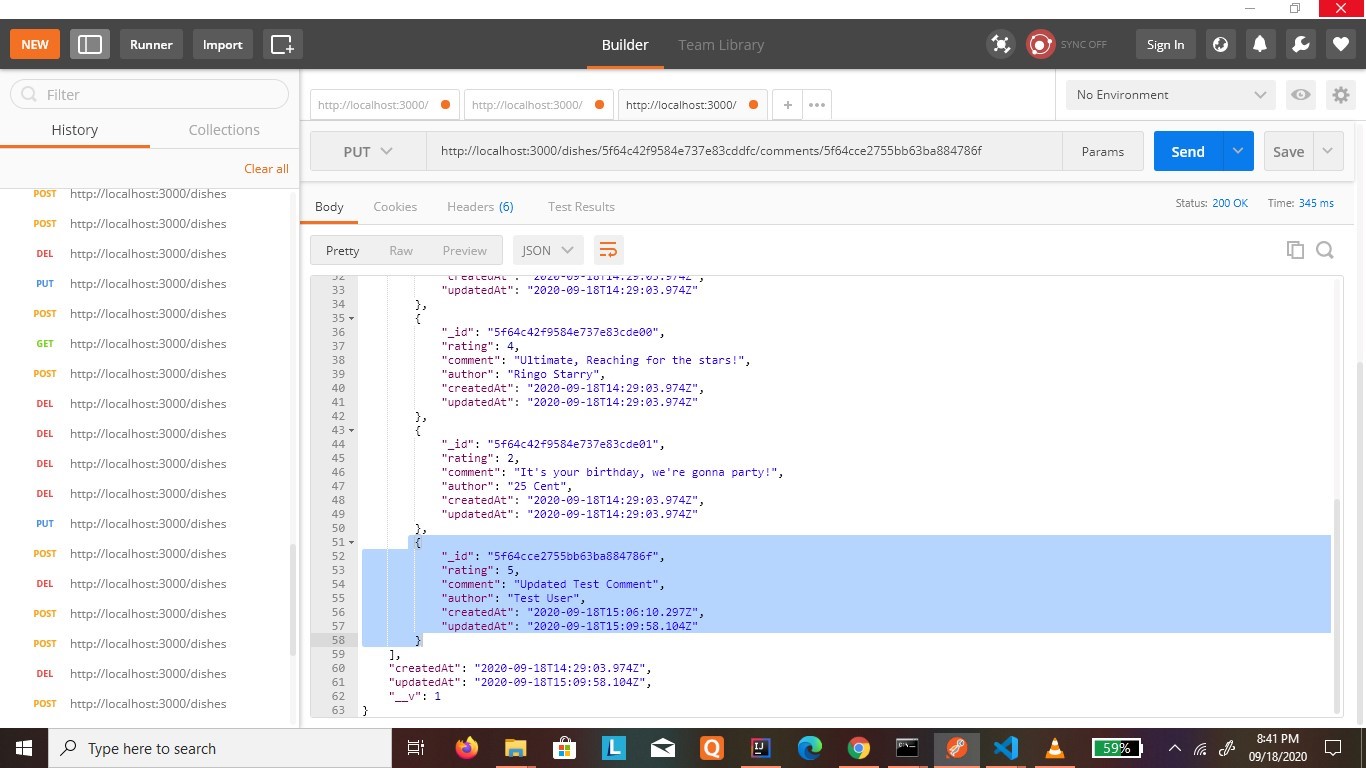 NEW
Runner
Import
Builder
Team Library
SYNC OFF
Sign In
Filter
History
Collections
Clear all
POST http://localhost:3000/dishes
POST http://localhost:3000/dishes
DEL http://localhost:3000/dishes
PUT http://localhost:3000/dishes
POST http://localhost:3000/dishes
GET http://localhost:3000/dishes
POST http://localhost:3000/dishes
DEL http://localhost:3000/dishes
DEL http://localhost:3000/dishes
DEL http://localhost:3000/dishes
DEL http://localhost:3000/dishes
PUT http://localhost:3000/dishes
POST http://localhost:3000/dishes
DEL http://localhost:3000/dishes
POST http://localhost:3000/dishes
POST http://localhost:3000/dishes
DEL http://localhost:3000/dishes
POST http://localhost:3000/dishes
http://localhost:3000/
http://localhost:3000/
http://localhost:3000/
No Environment
PUT
http://localhost:3000/dishes/5f64c42f9584e737e83cddfc/comments/5f64cce2755bb63ba884786f
Params
Send
Save
Body
Cookies
Headers (6)
Test Results
Status: 200 OK
Time: 345 ms
Pretty
Raw
Preview
JSON
32 "createdAt": "2020-09-18T14:29:03.974Z",
33 "updatedAt": "2020-09-18T14:29:03.974Z"
34 },
35 {
36 "_id": "5f64c42f9584e737e83cde00",
37 "rating": 4,
38 "comment": "Ultimate, Reaching for the stars!",
39 "author": "Ringo Starry",
40 "createdAt": "2020-09-18T14:29:03.974Z",
41 "updatedAt": "2020-09-18T14:29:03.974Z"
42 },
43 {
44 "_id": "5f64c42f9584e737e83cde01",
45 "rating": 2,
46 "comment": "It's your birthday, we're gonna party!",
47 "author": "25 Cent",
48 "createdAt": "2020-09-18T14:29:03.974Z",
49 "updatedAt": "2020-09-18T14:29:03.974Z"
50 },
51 {
52 "_id": "5f64cce2755bb63ba884786f",
53 "rating": 5,
54 "comment": "Updated Test Comment",
55 "author": "Test User",
56 "createdAt": "2020-09-18T15:06:10.297Z",
57 "updatedAt": "2020-09-18T15:09:58.104Z"
58 }
59 ],
60 "createdAt": "2020-09-18T14:29:03.974Z",
61 "updatedAt": "2020-09-18T15:09:58.104Z",
62 "__v": 1
63 }
Type here to search
L
Q
IJ
59%
8:41 PM
09/18/2020